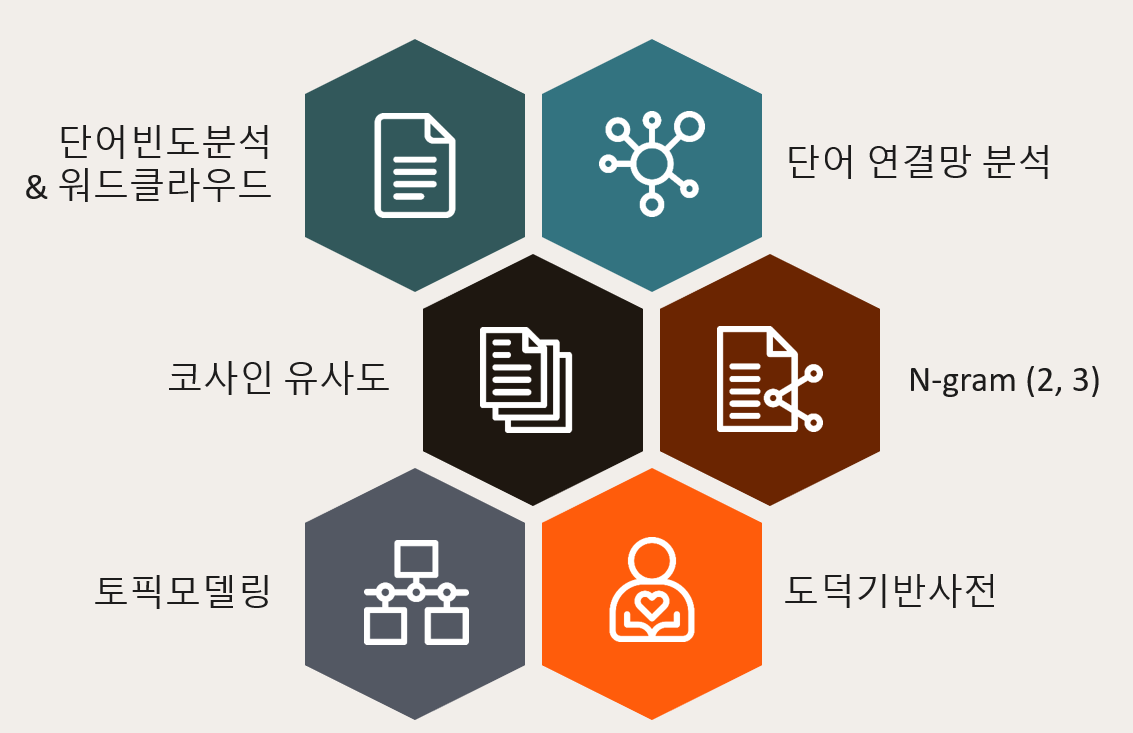 단어빈도분석
& 워드클라우드
단어 연결망 분석
코사인 유사도
N-gram (2, 3)
토픽모델링
도덕기반사전